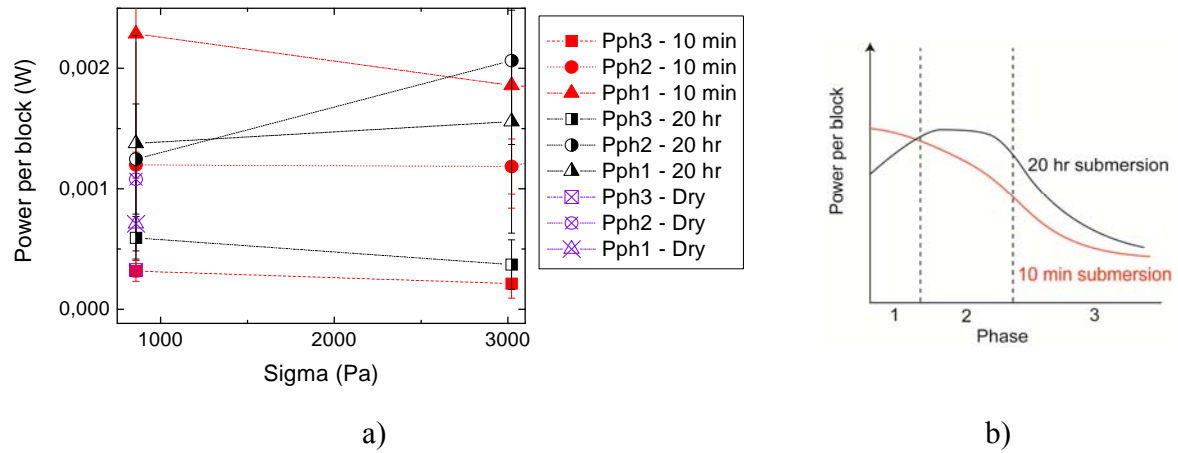 Power per block (W)
0,002
0,001
0,000
1000
2000
3000
Sigma (Pa)
Pph3 - 10 min
Pph2 - 10 min
Pph1 - 10 min
Pph3 - 20 hr
Pph2 - 20 hr
Pph1 - 20 hr
Pph3 - Dry
Pph2 - Dry
Pph1 - Dry
a)
Power per block
20 hr submersion
10 min submersion
1
2
3
Phase
b)